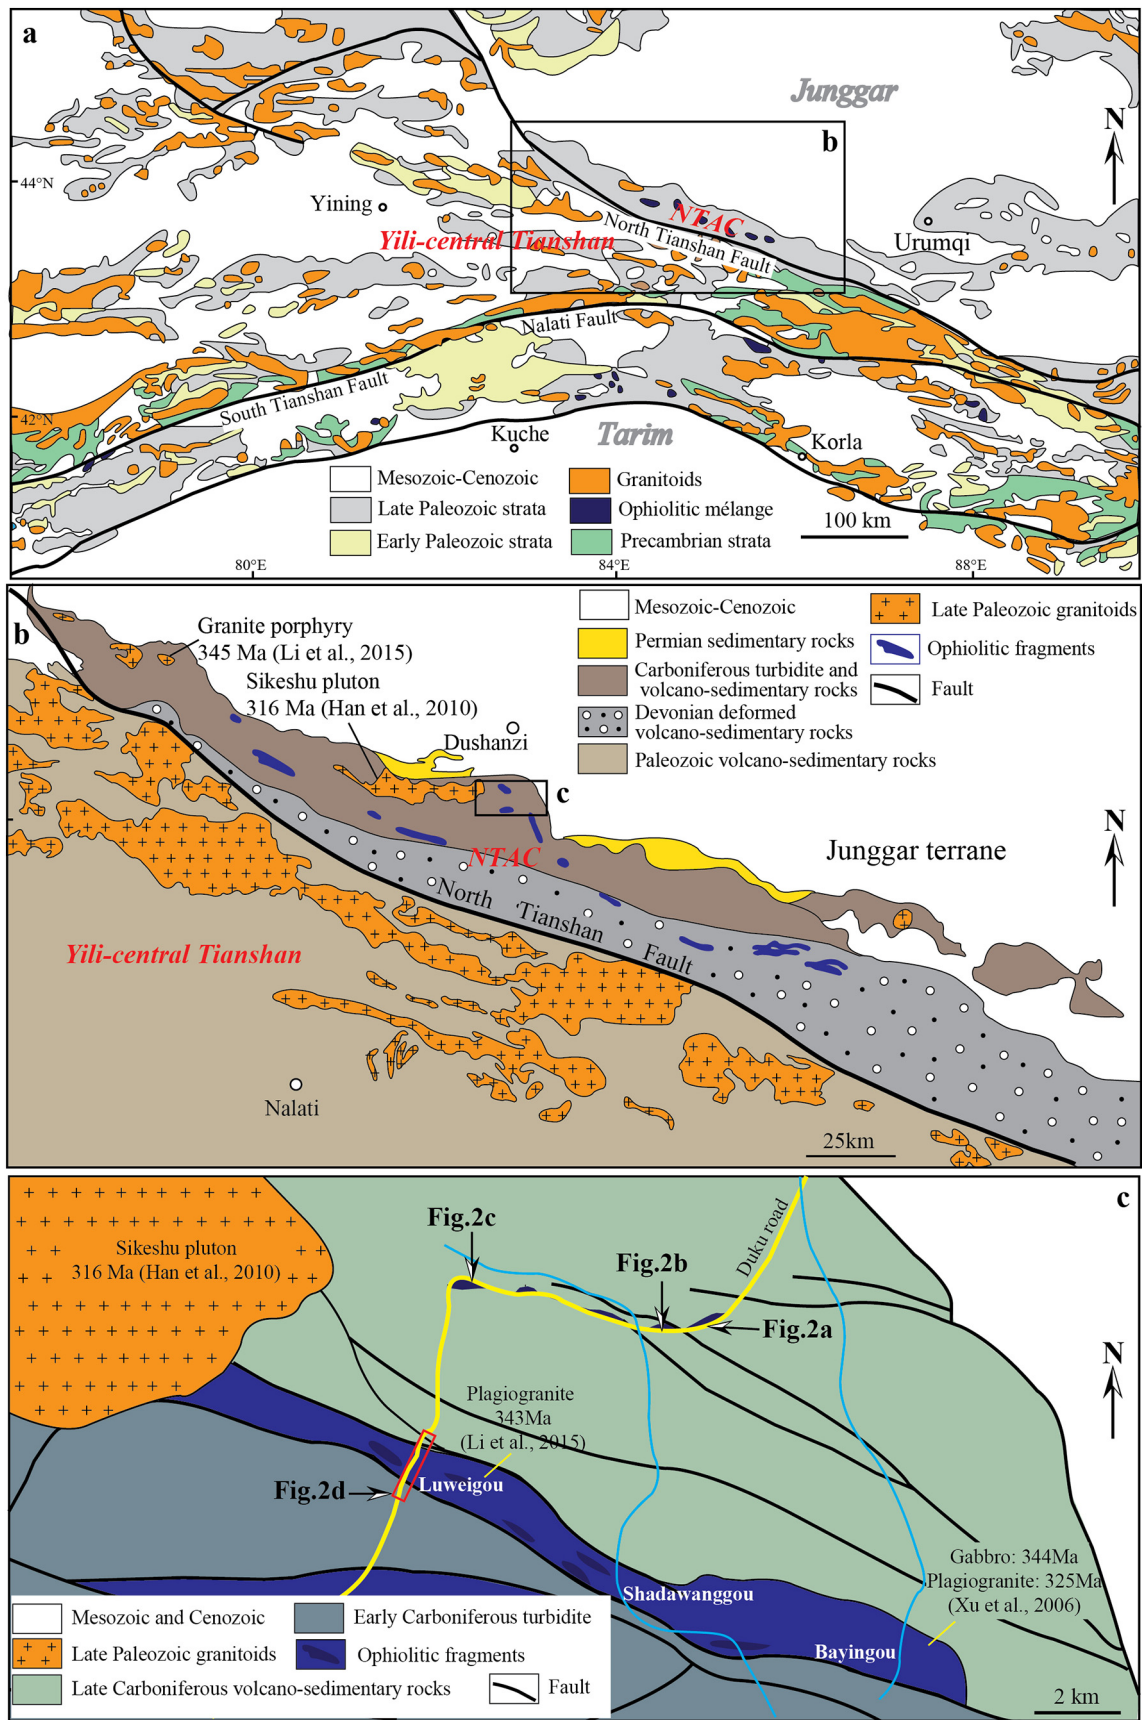 a
Junggar
N
b
44°N
Yining
NTAC
Urumqi
Yili-central Tianshan
North Tianshan Fault
Nalati Fault
South Tianshan Fault
42°N
Kuche
Tarim
Korla
Mesozoic-Cenozoic
Granitoids
Late Paleozoic strata
Ophiolitic mélange
Early Paleozoic strata
Precambrian strata
100 km
80°E
84°E
88°E
b
Mesozoic-Cenozoic
Late Paleozoic granitoids
Permian sedimentary rocks
Ophiolitic fragments
Carboniferous turbidite and
volcano-sedimentary rocks
Fault
Devonian deformed
volcano-sedimentary rocks
Paleozoic volcano-sedimentary rocks
Granite porphyry
345 Ma (Li et al., 2015)
Sikeshu pluton
316 Ma (Han et al., 2010)
Dushanzi
c
N
NTAC
Junggar terrane
North Tianshan Fault
Yili-central Tianshan
Nalati
25km
c
Fig.2c
Duku road
Sikeshu pluton
316 Ma (Han et al., 2010)
Fig.2b
Fig.2a
N
Plagiogranite
343Ma
(Li et al., 2015)
Fig.2d
Luweigou
Gabbro: 344Ma
Plagiogranite: 325Ma
(Xu et al., 2006)
Shadawanggou
Bayingou
Mesozoic and Cenozoic
Early Carboniferous turbidite
Late Paleozoic granitoids
Ophiolitic fragments
Late Carboniferous volcano-sedimentary rocks
Fault
2 km